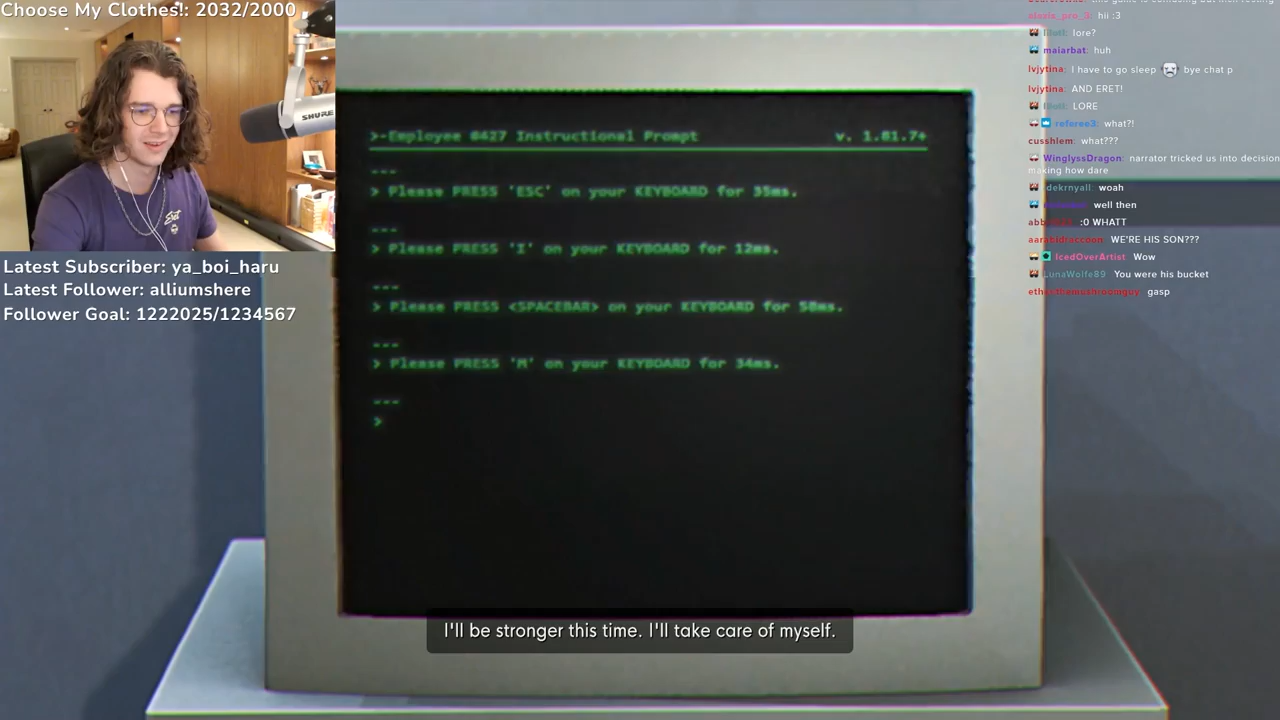 Choose My Clothes!: 2032/2000
SHURE
Eret
Latest Subscriber: ya_boi_haru
Latest Follower: alliumshere
Follower Goal: 1222025/1234567
>-Employee #427 Instructional Prompt
v. 1.81.7+
---
> Please PRESS 'ESC' on your KEYBOARD for 35ms.
---
> Please PRESS 'I' on your KEYBOARD for 12ms.
---
> Please PRESS <SPACEBAR> on your KEYBOARD for 58ms.
---
> Please PRESS 'M' on your KEYBOARD for 34ms.
---
>
I'll be stronger this time. I'll take care of myself.
alexis_pro_3: hii :3
lore?
maiarbat: huh
lvjytina: I have to go sleep bye chat p
lvjytina: AND ERET!
LORE
referee3: what?!
cusshlem: what???
WinglyssDragon: narrator tricked us into decision
making how dare
dekrnyall: woah
well then
:0 WHATT
WE'RE HIS SON???
IcedOverArtist: Wow
LunaWolfe89: You were his bucket
gasp